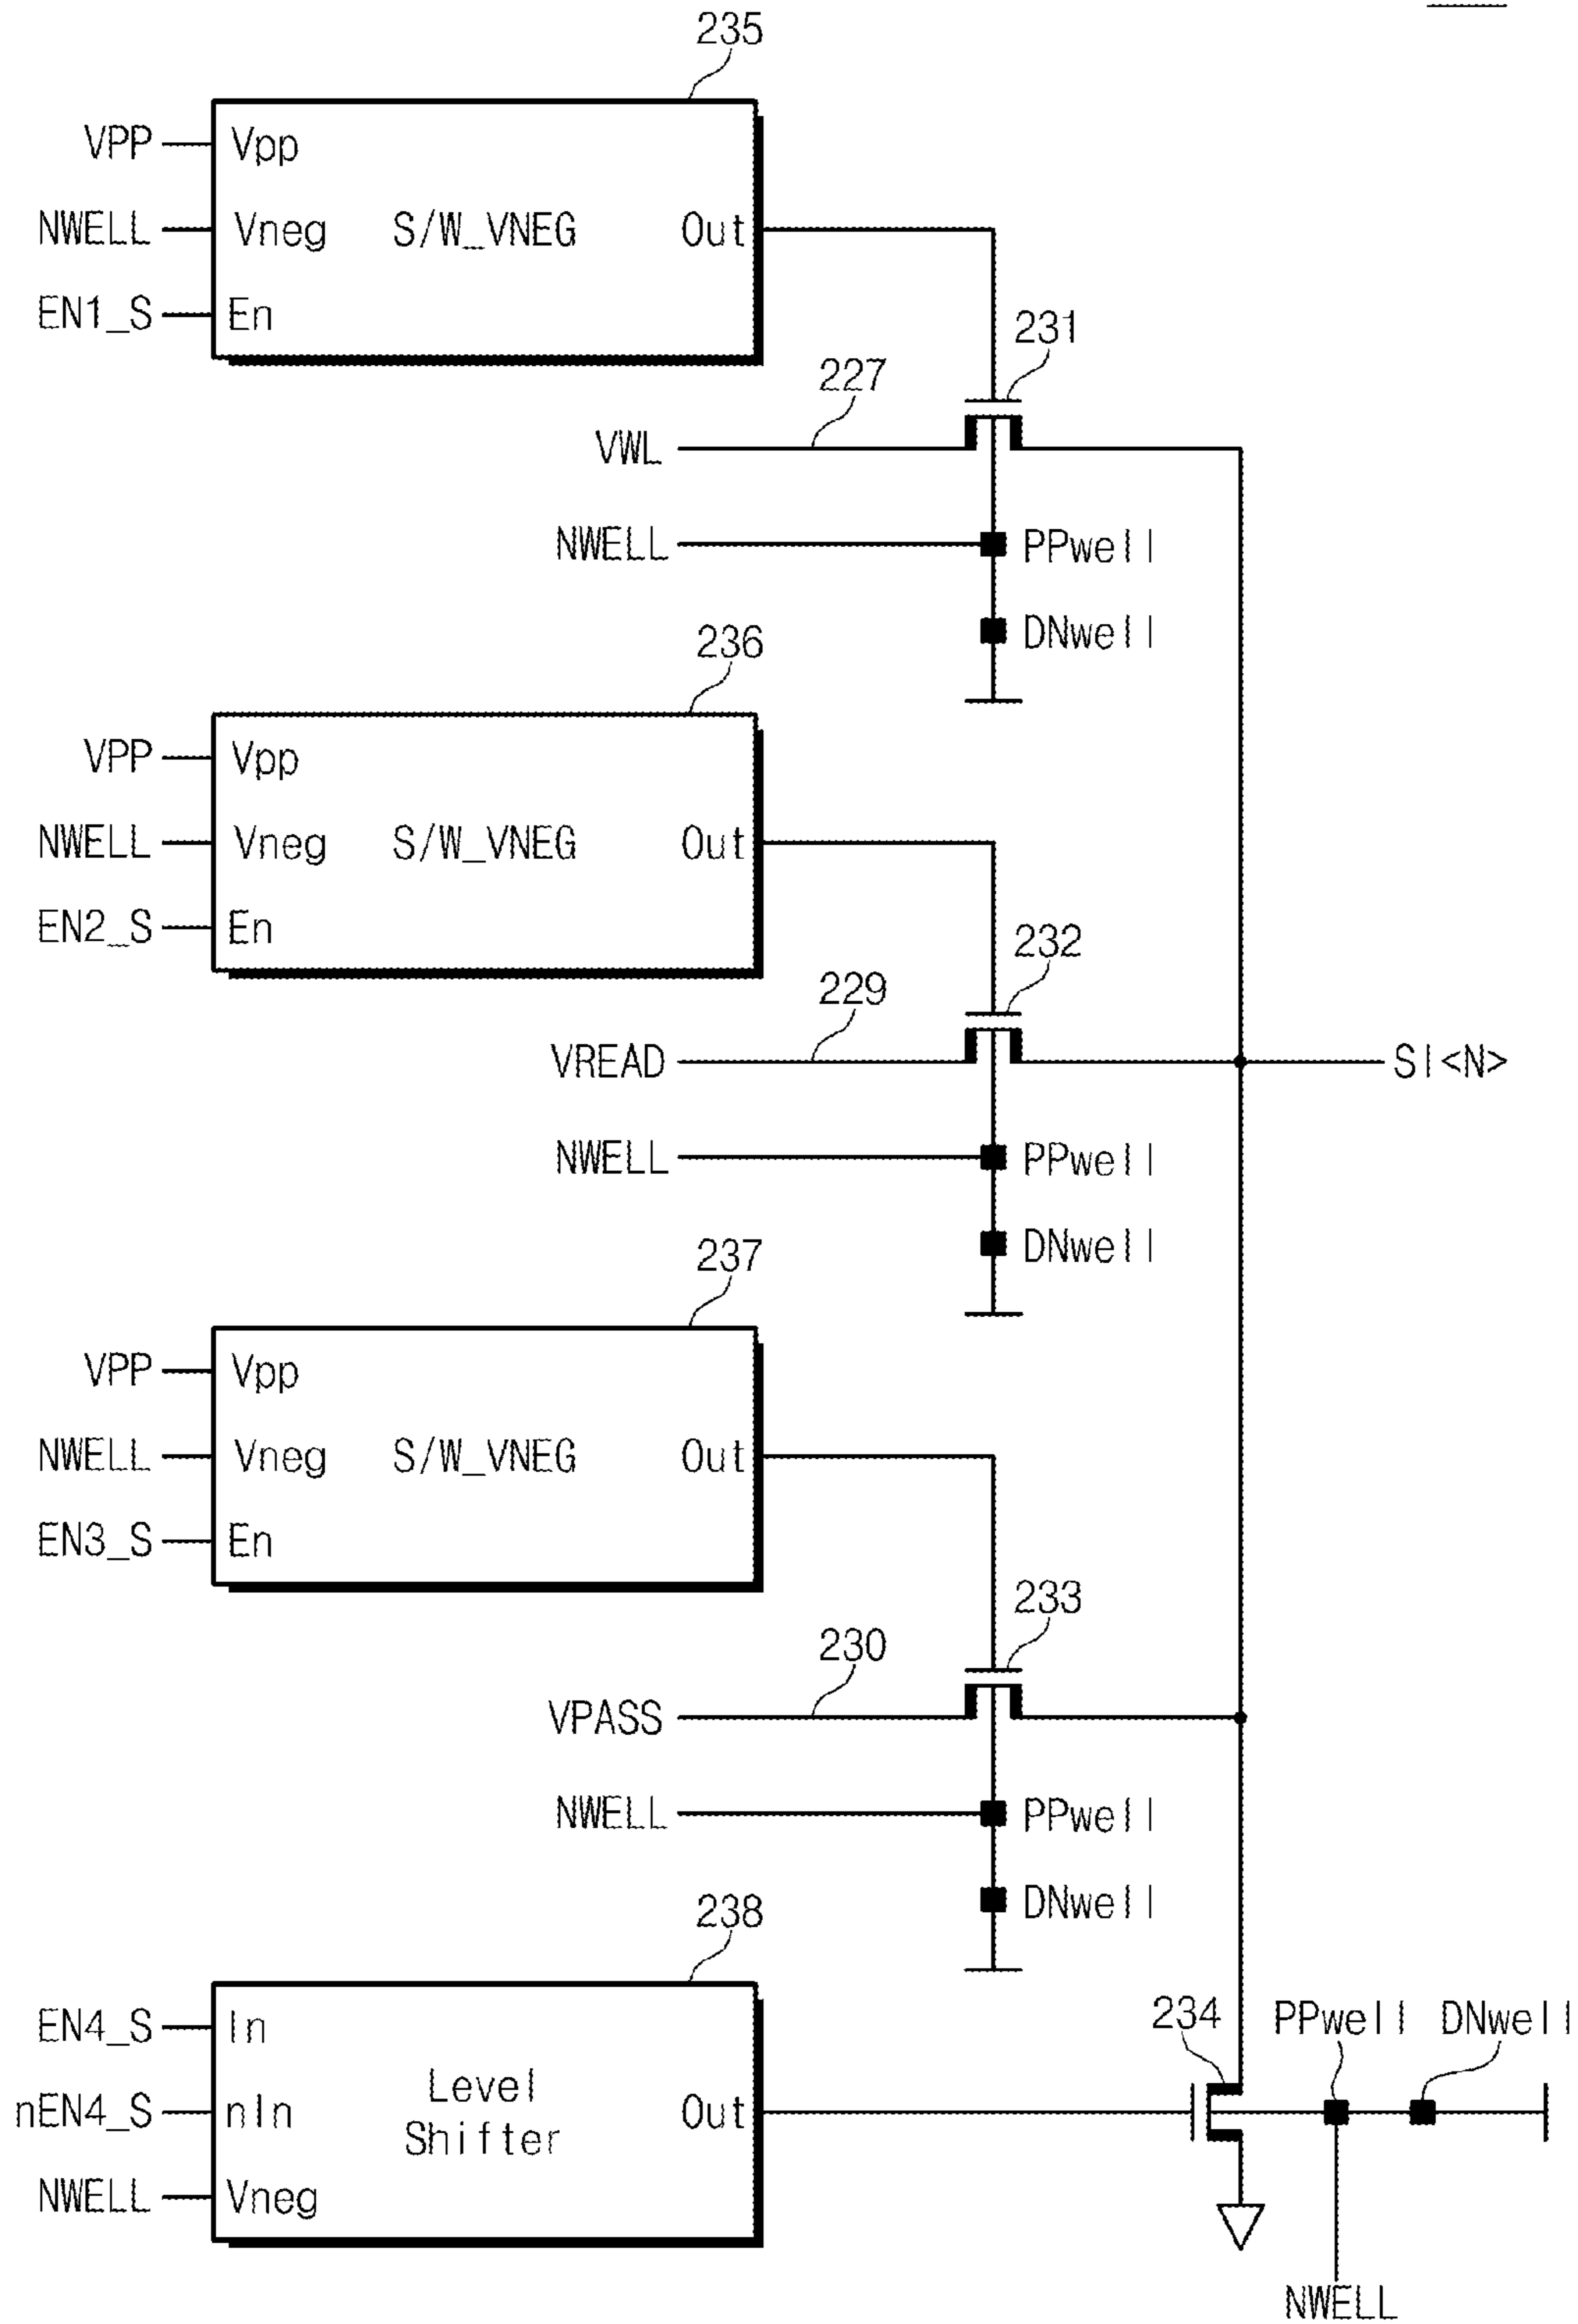 235
VPP Vpp
NWELL Vneg S/W_VNEG Out
EN1_S En
231
227
VWL
NWELL PPwell
DNwell
236
VPP Vpp
NWELL Vneg S/W_VNEG Out
EN2_S En
232
229
VREAD SI<N>
NWELL PPwell
DNwell
237
VPP Vpp
NWELL Vneg S/W_VNEG Out
EN3_S En
233
230
VPASS
NWELL PPwell
DNwell
238
EN4_S In
234 PPwell DNwell
nEN4_S nIn Level Shifter Out
NWELL Vneg
NWELL